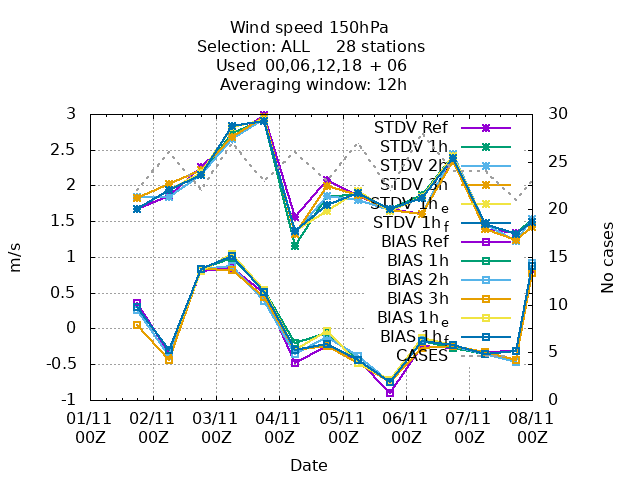 Wind speed 150hPa
Selection: ALL 28 stations
Used 00,06,12,18 + 06
Averaging window: 12h
3
2.5
2
1.5
1
0.5
0
-0.5
-1
m/s
30
25
20
15
10
5
0
No cases
STDV Ref
STDV 1h
STDV 2h
STDV 3h
STDV 1he
STDV 1hf
BIAS Ref
BIAS 1h
BIAS 2h
BIAS 3h
BIAS 1he
BIAS 1hf
CASES
01/11 02/11 03/11 04/11 05/11 06/11 07/11 08/11
00Z 00Z 00Z 00Z 00Z 00Z 00Z 00Z
Date